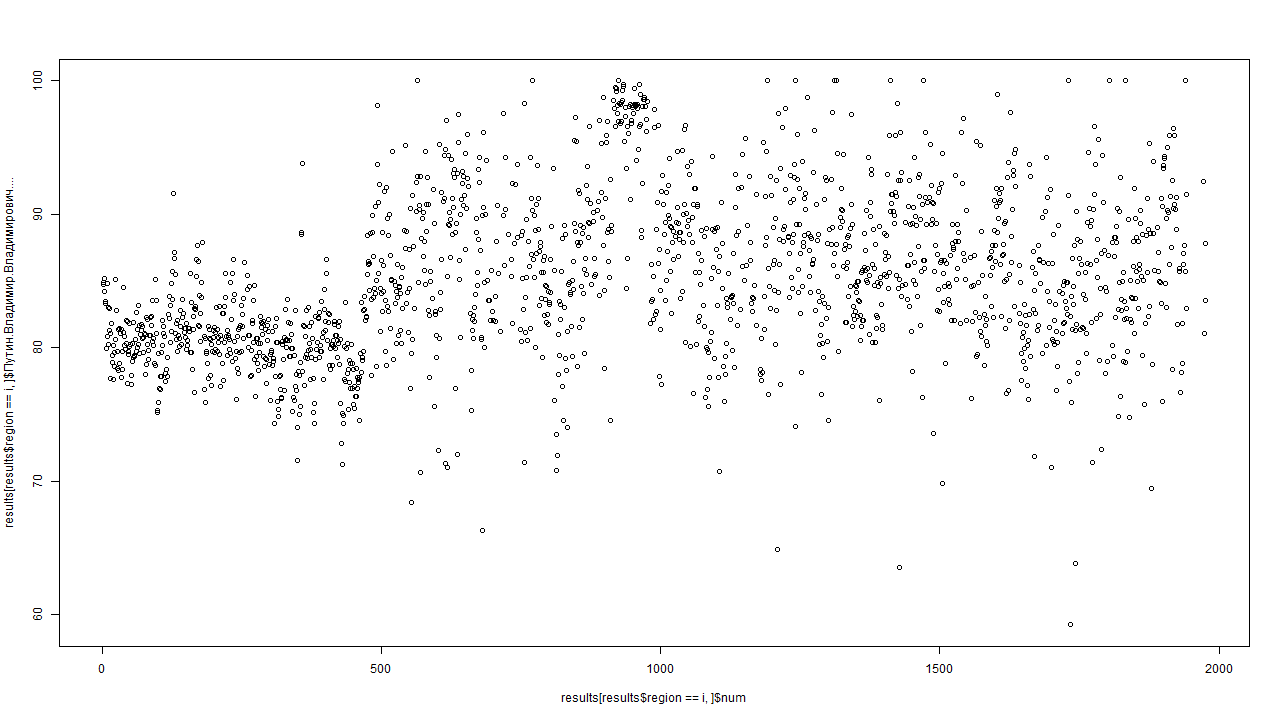 results[results$region == i, ]$Путин.Владимир.Владимирович....
100
90
80
70
60
0 500 1000 1500 2000
results[results$region == i, ]$num